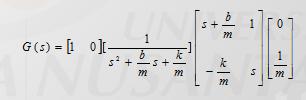 G(s) = [1 0][ 1 / (s² + b/m s + k/m) ] [ s + b/m 1 ; -k/m s ] [ 0 ; 1/m ]